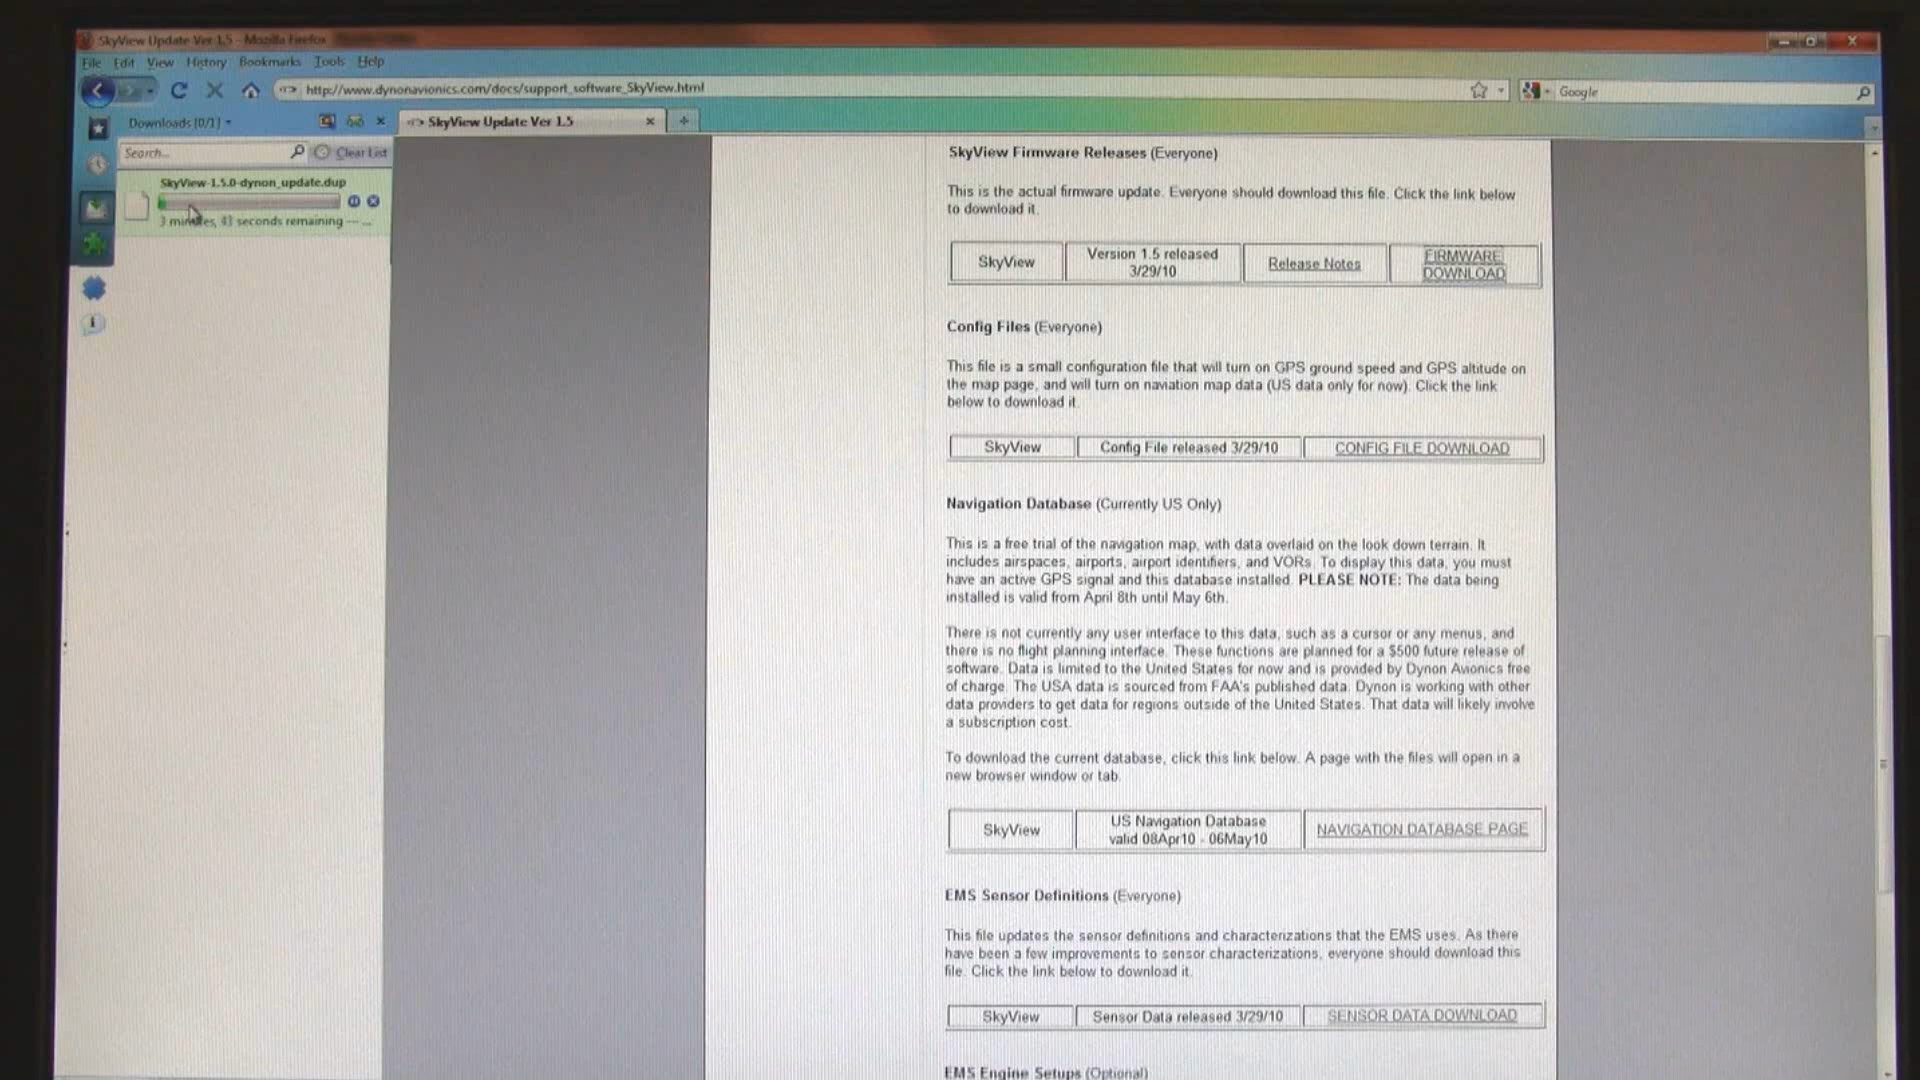 SkyView Update Ver 1.5 - Mozilla Firefox
File Edit View History Bookmarks Tools Help
http://www.dynonavionics.com/docs/support_software_SkyView.html
Google
Downloads [0/1]
SkyView Update Ver 1.5
Search...
Clear List
SkyView-1.5.0-dynon_update.dup
3 minutes, 43 seconds remaining — ...
SkyView Firmware Releases (Everyone)
This is the actual firmware update. Everyone should download this file. Click the link below
to download it.
SkyView
Version 1.5 released
3/29/10
Release Notes
FIRMWARE
DOWNLOAD
Config Files (Everyone)
This file is a small configuration file that will turn on GPS ground speed and GPS altitude on
the map page, and will turn on naviation map data (US data only for now). Click the link
below to download it.
SkyView
Config File released 3/29/10
CONFIG FILE DOWNLOAD
Navigation Database (Currently US Only)
This is a free trial of the navigation map, with data overlaid on the look down terrain. It
includes airspaces, airports, airport identifiers, and VORs. To display this data, you must
have an active GPS signal and this database installed. PLEASE NOTE: The data being
installed is valid from April 8th until May 6th.
There is not currently any user interface to this data, such as a cursor or any menus, and
there is no flight planning interface. These functions are planned for a $500 future release of
software. Data is limited to the United States for now and is provided by Dynon Avionics free
of charge. The USA data is sourced from FAA's published data. Dynon is working with other
data providers to get data for regions outside of the United States. That data will likely involve
a subscription cost.
To download the current database, click this link below. A page with the files will open in a
new browser window or tab.
SkyView
US Navigation Database
valid 08Apr10 - 06May10
NAVIGATION DATABASE PAGE
EMS Sensor Definitions (Everyone)
This file updates the sensor definitions and characterizations that the EMS uses. As there
have been a few improvements to sensor characterizations, everyone should download this
file. Click the link below to download it.
SkyView
Sensor Data released 3/29/10
SENSOR DATA DOWNLOAD
EMS Engine Setups (Optional)